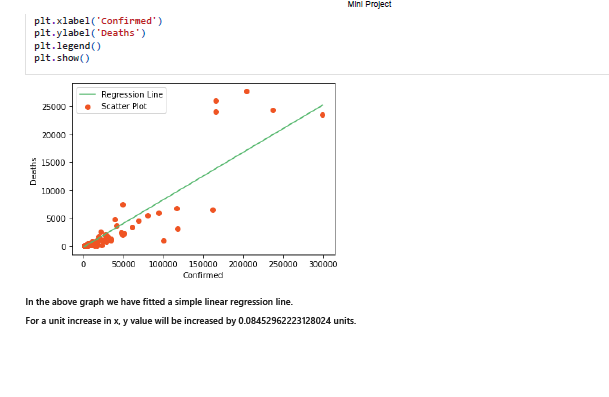 Mini Project
plt.xlabel('Confirmed')
plt.ylabel('Deaths')
plt.legend()
plt.show()
Regression Line
Scatter Plot
25000
20000
15000
10000
5000
0
Deaths
0 50000 100000 150000 200000 250000 300000
Confirmed
In the above graph we have fitted a simple linear regression line.
For a unit increase in x, y value will be increased by 0.08452962223128024 units.